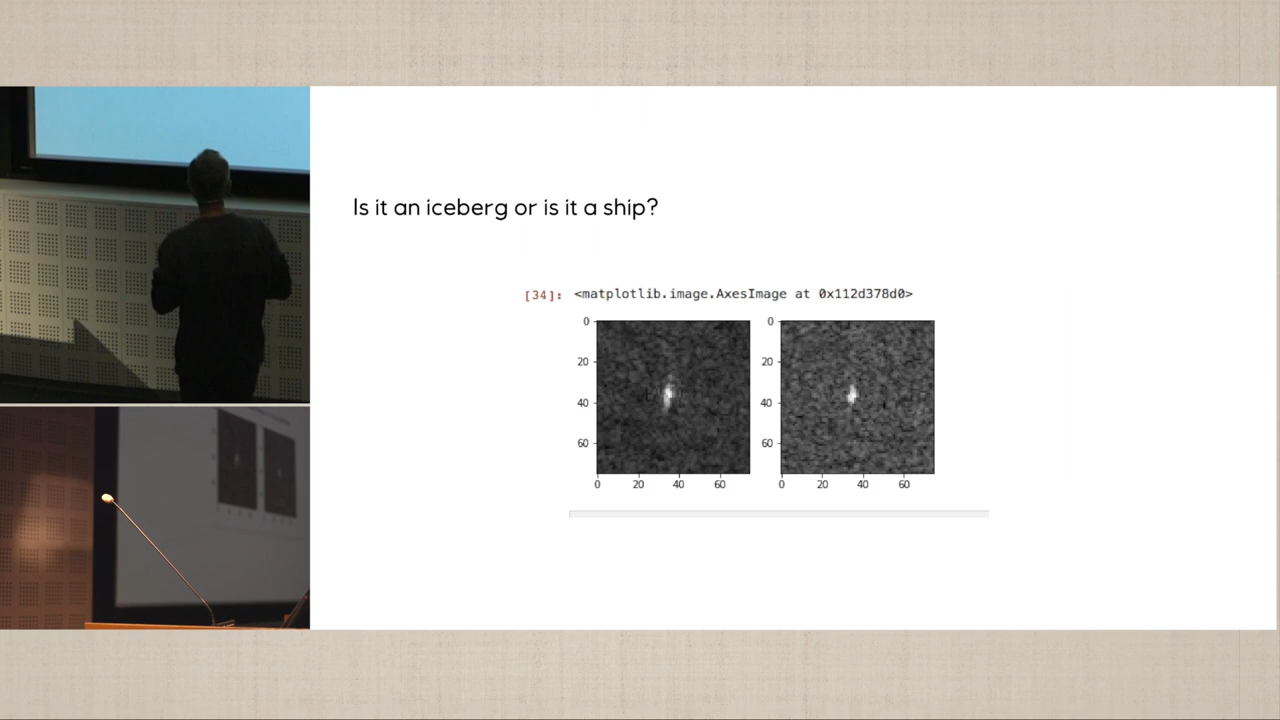 Is it an iceberg or is it a ship?
[34]: <matplotlib.image.AxesImage at 0x112d378d0>
0
20
40
60
0 20 40 60
0
20
40
60
0 20 40 60